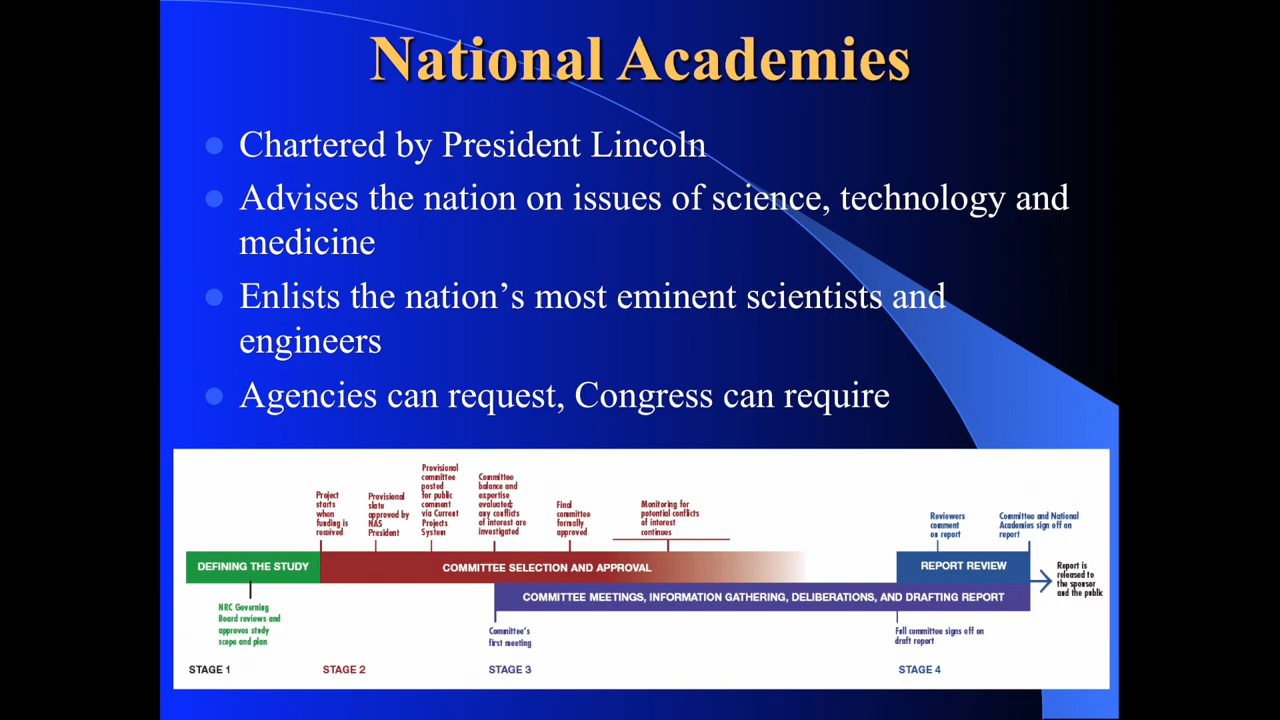 National Academies
Chartered by President Lincoln
Advises the nation on issues of science, technology and
medicine
Enlists the nation's most eminent scientists and
engineers
Agencies can request, Congress can require
Project
starts
when
funding is
received
Provisional
slate
approved by
NAS
President
Provisional
committee
posted
for public
comment
via Current
Projects
System
Committee
balance and
expertise
evaluated;
any conflicts
of interest are
investigated
Final
committee
formally
approved
Monitoring for
potential conflicts
of interest
continues
Reviewers
comment
on report
Committee and National
Academies sign off on
report
DEFINING THE STUDY
COMMITTEE SELECTION AND APPROVAL
REPORT REVIEW
Report is
released to
the sponsor
and the public
COMMITTEE MEETINGS, INFORMATION GATHERING, DELIBERATIONS, AND DRAFTING REPORT
NRC Governing
Board reviews and
approves study
scope and plan
Committee's
first meeting
Full committee signs off on
draft report
STAGE 1
STAGE 2
STAGE 3
STAGE 4